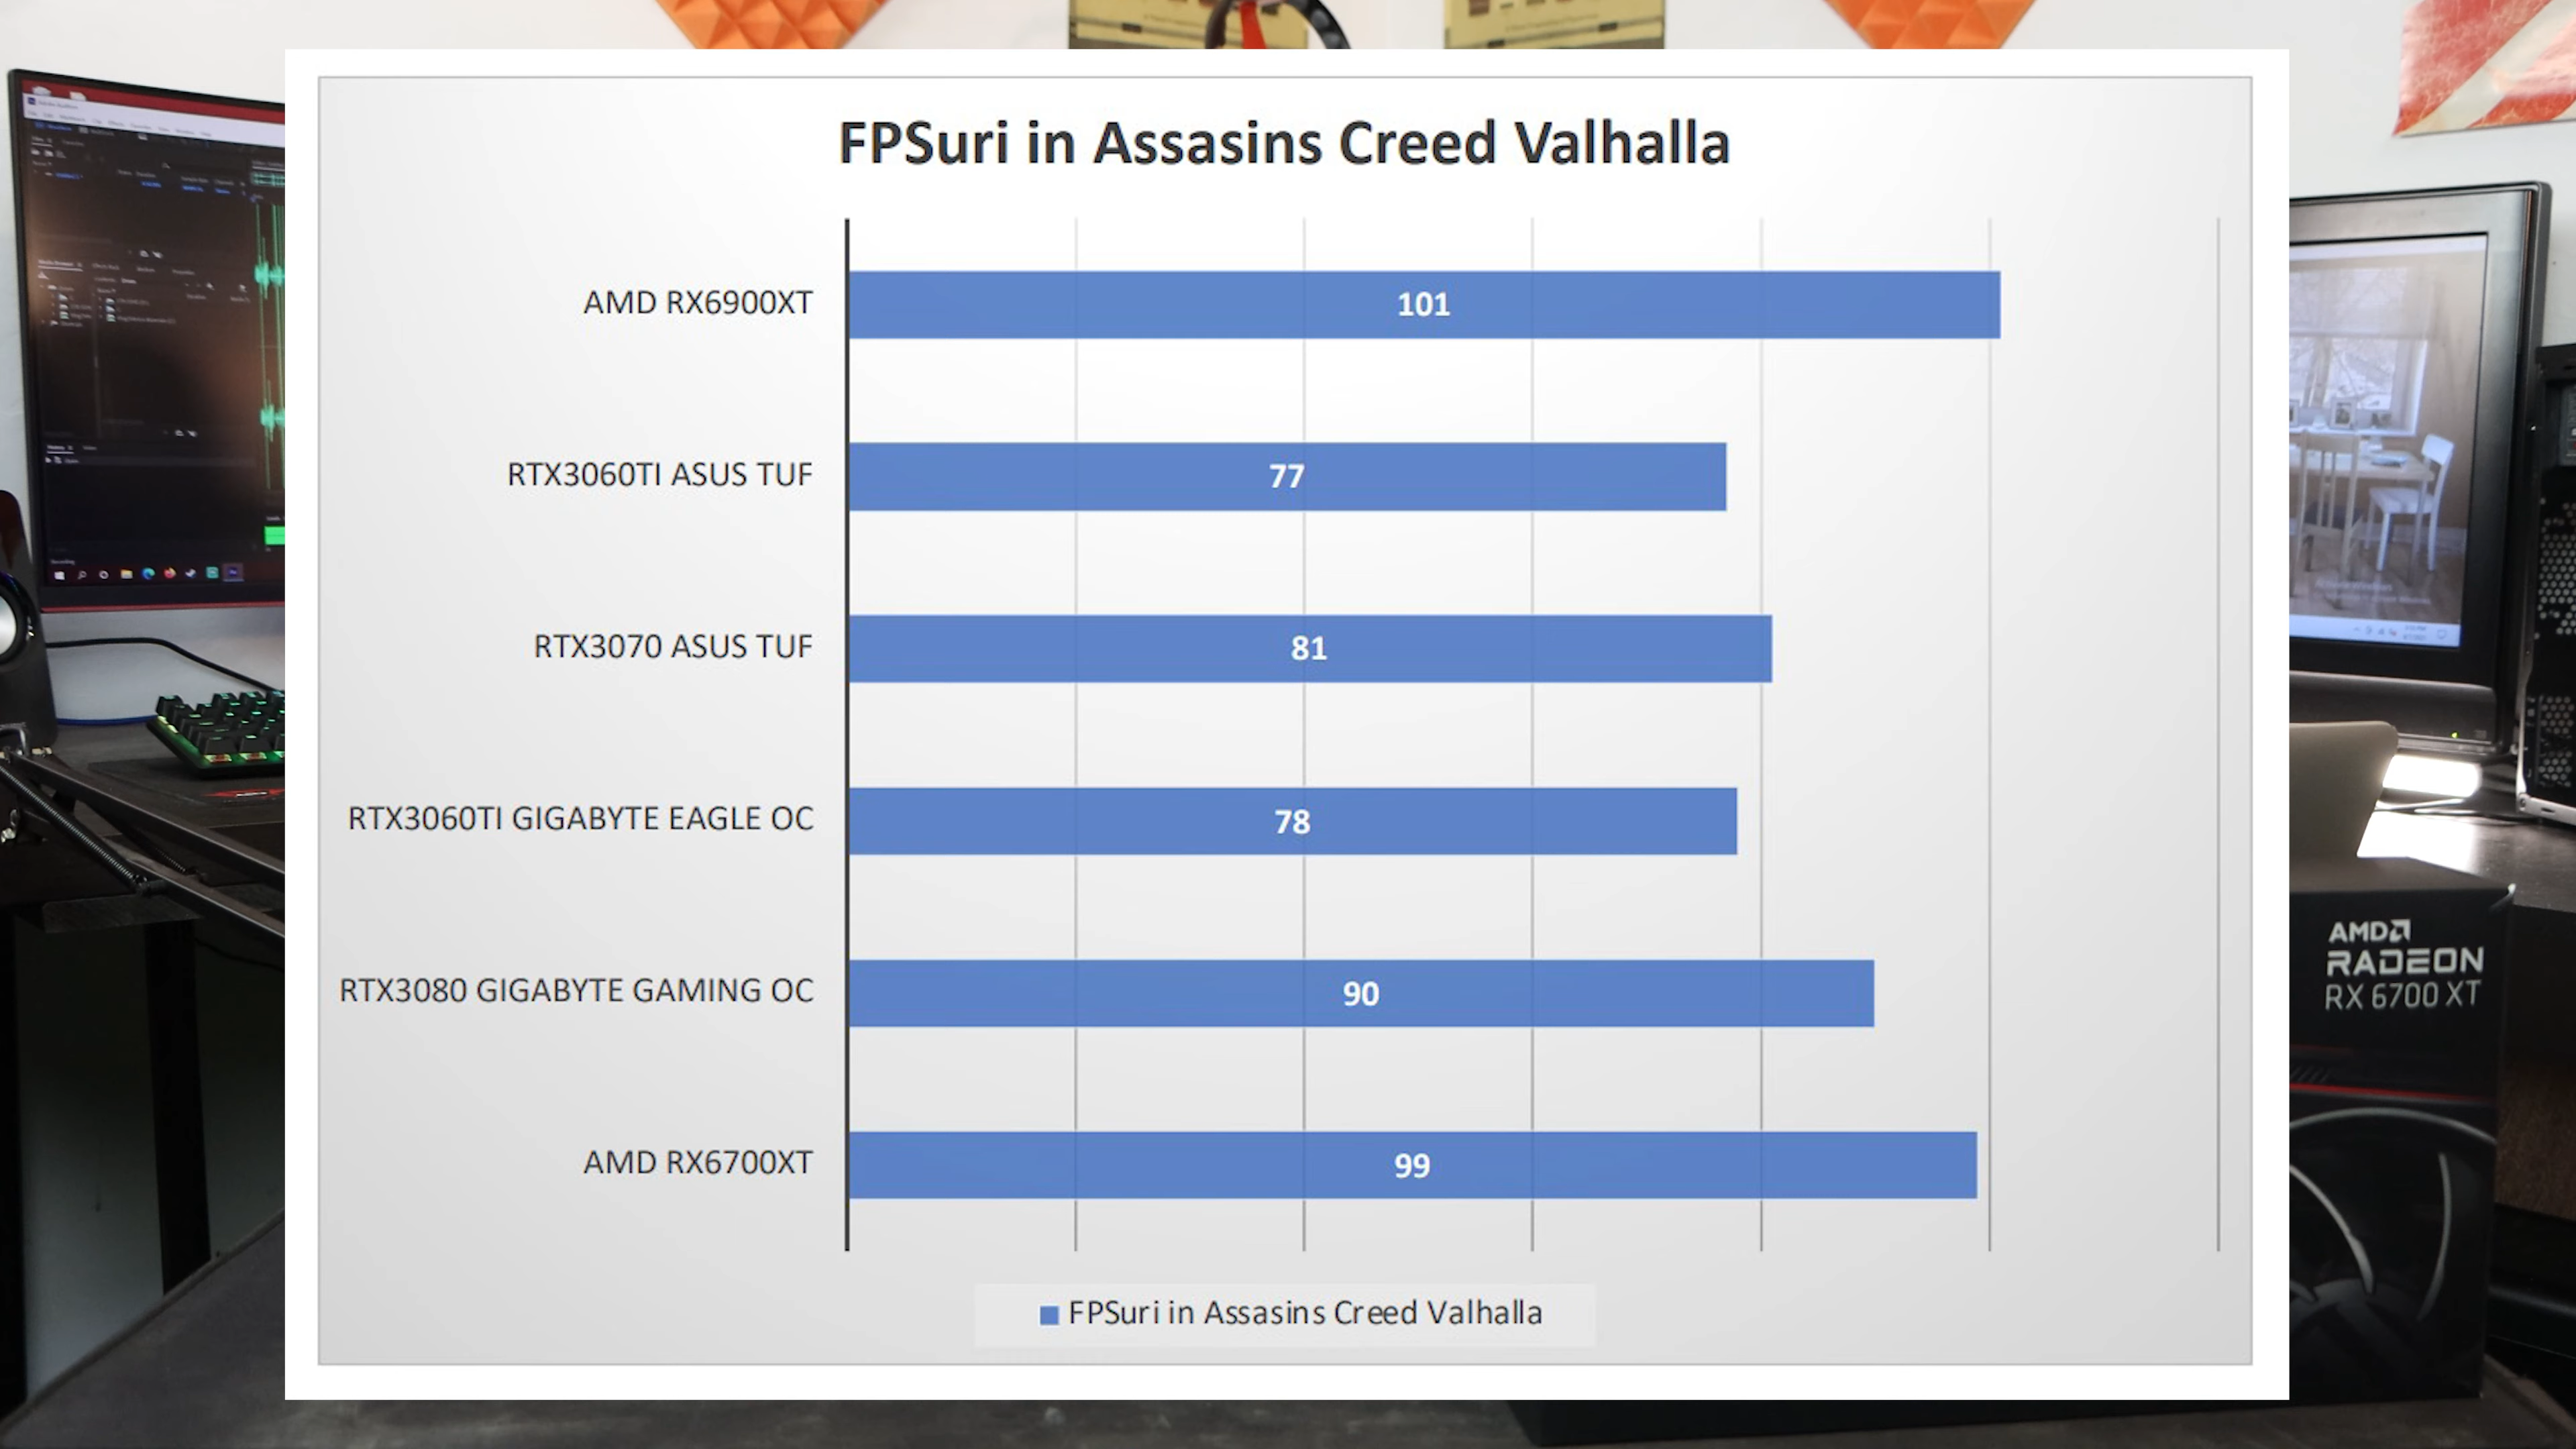 FPSuri in Assasins Creed Valhalla
AMD RX6900XT
101
RTX3060TI ASUS TUF
77
RTX3070 ASUS TUF
81
RTX3060TI GIGABYTE EAGLE OC
78
RTX3080 GIGABYTE GAMING OC
90
AMD RX6700XT
99
FPSuri in Assasins Creed Valhalla
AMD
RADEON
RX 6700 XT